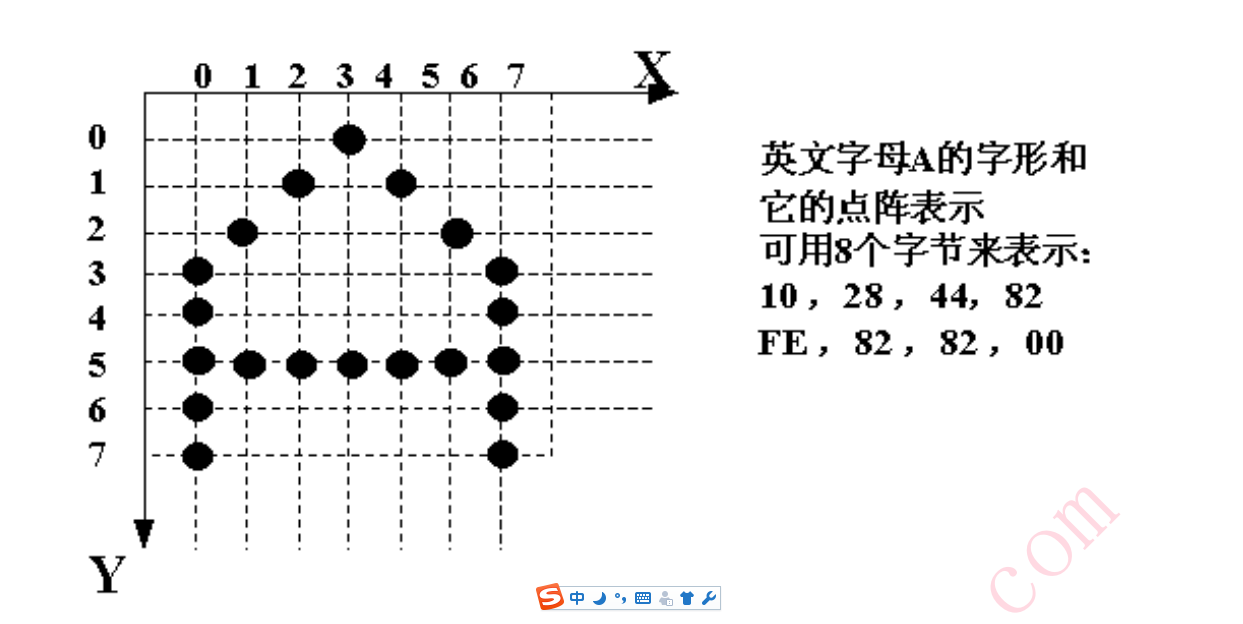 X
0 1 2 3 4 5 6 7
0
1
2
3
4
5
6
7
Y
英文字母A的字形和
它的点阵表示
可用8个字节来表示:
10，28，44，82
FE，82，82，00
com
中